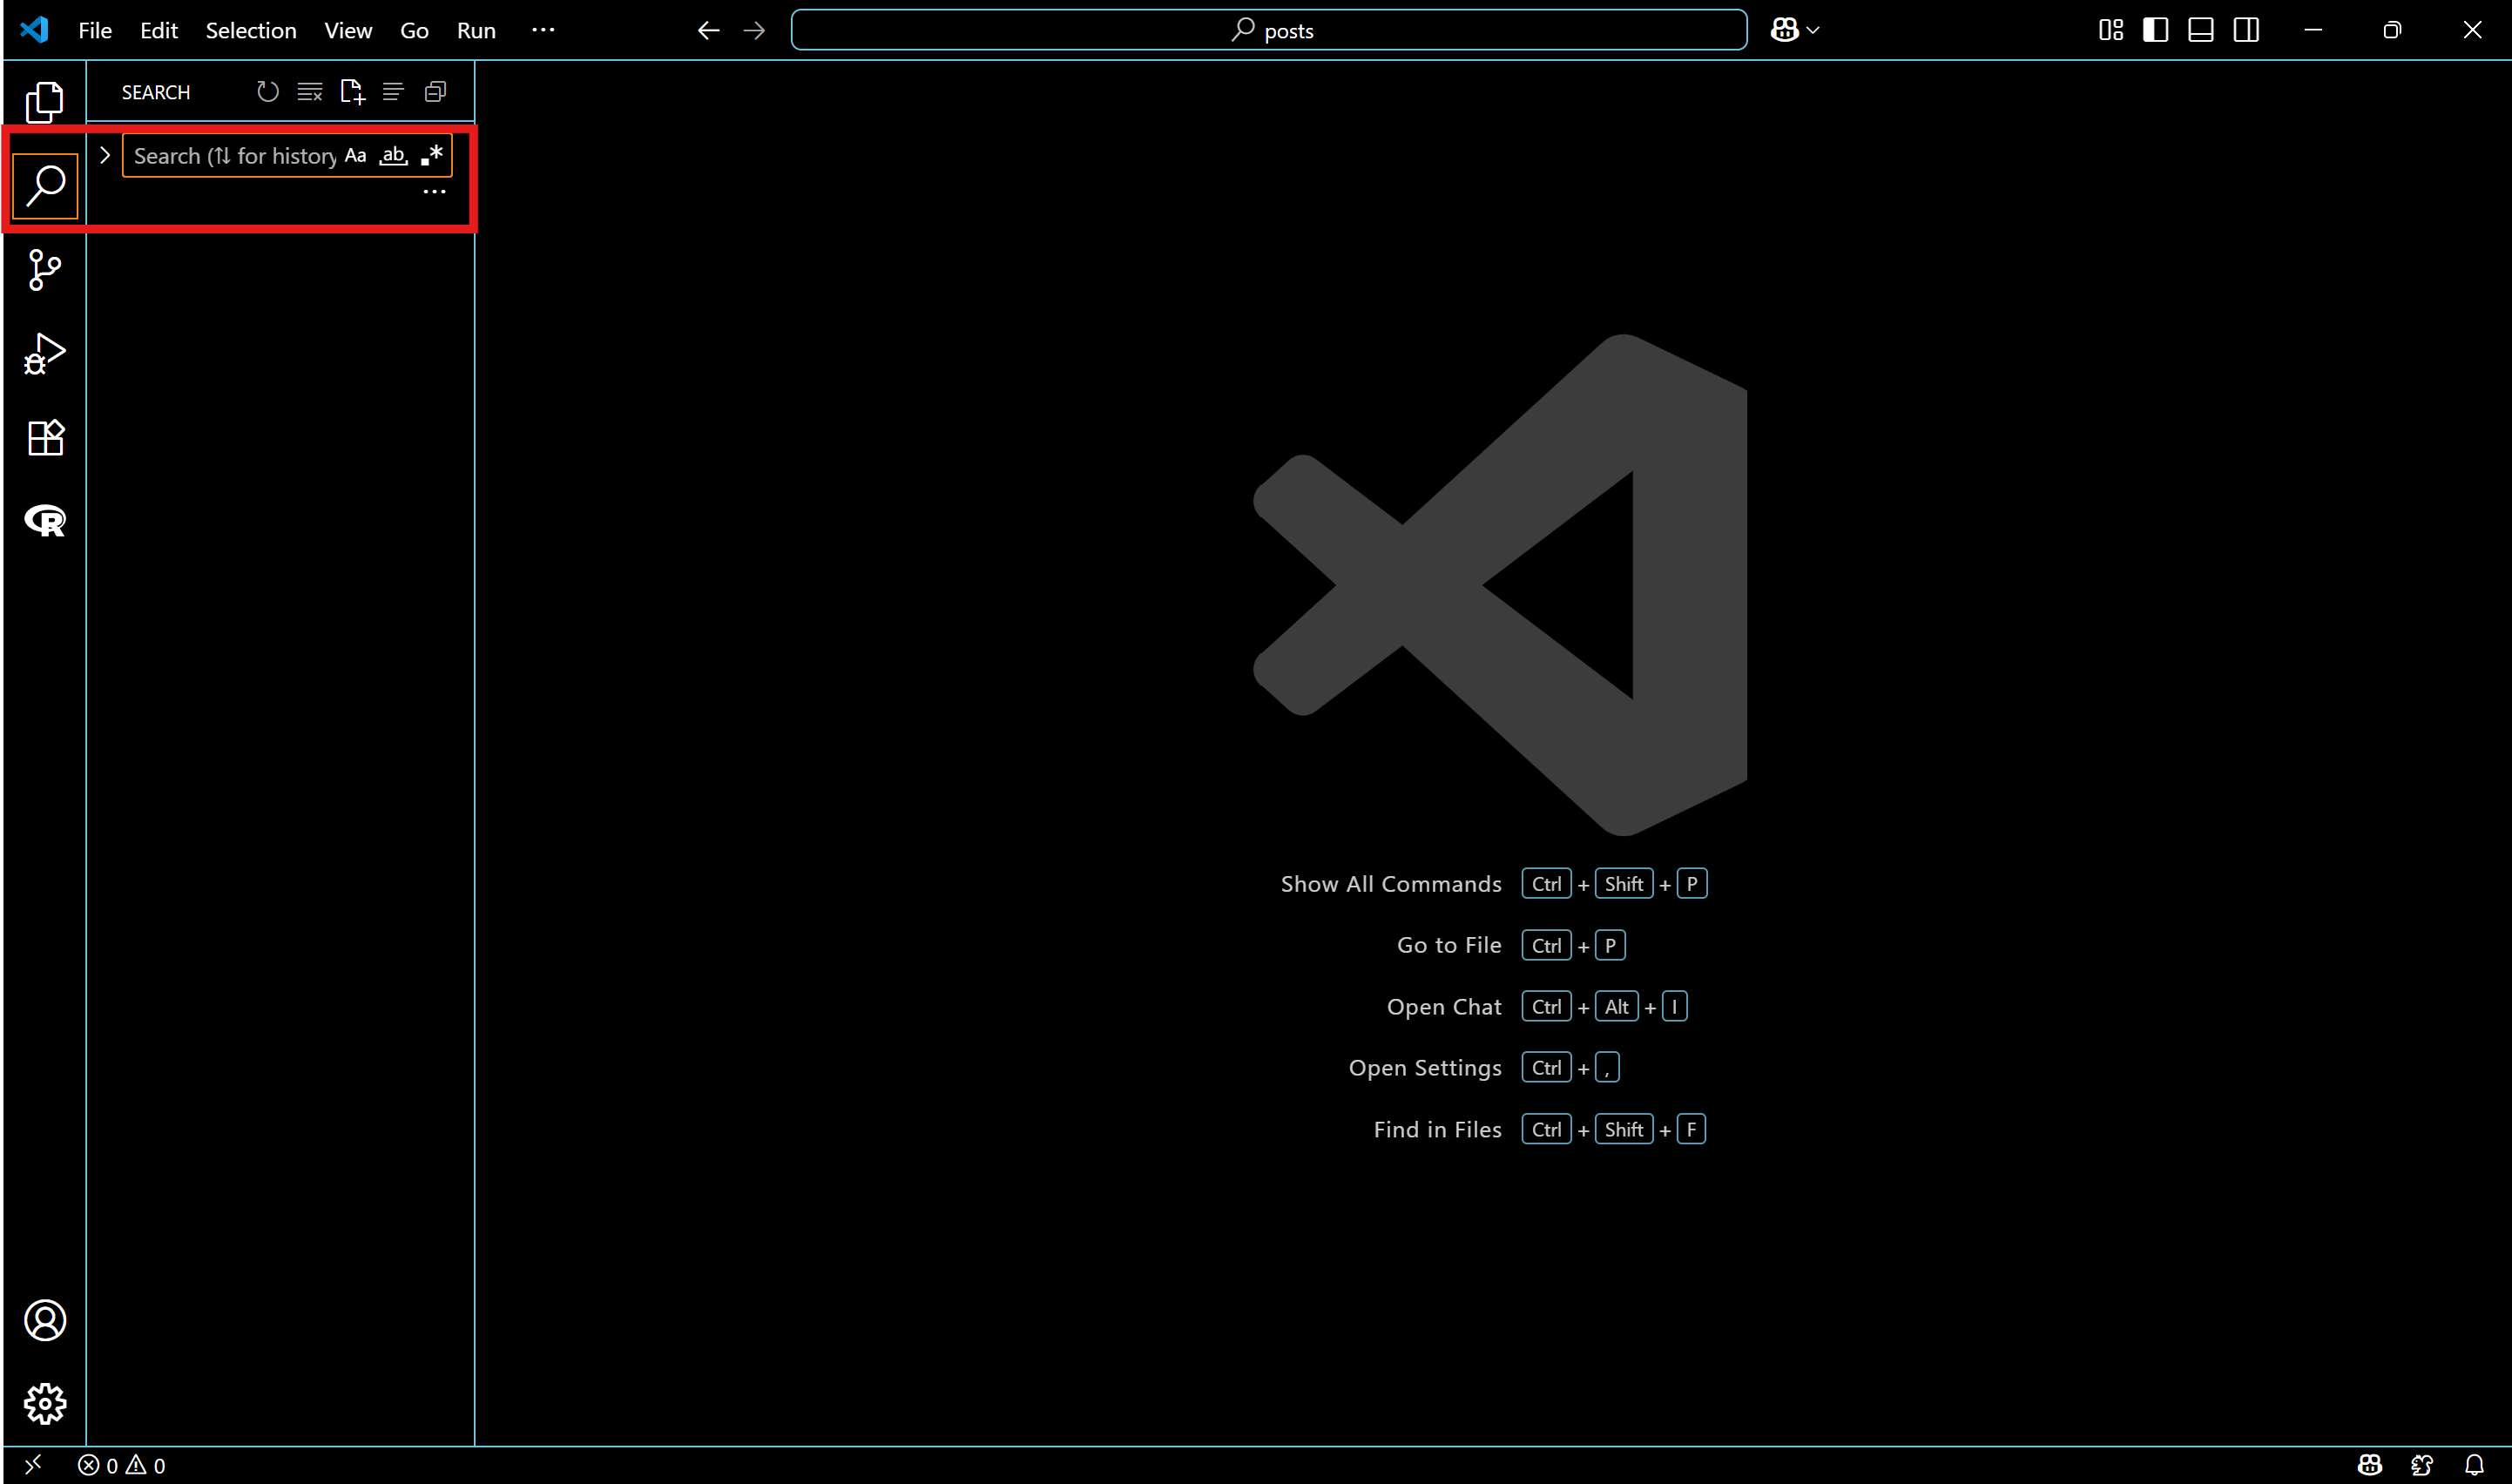 File Edit Selection View Go Run ··· posts
SEARCH
Search (⇅ for history Aa ab .*
···
Show All Commands Ctrl + Shift + P
Go to File Ctrl + P
Open Chat Ctrl + Alt + I
Open Settings Ctrl + ,
Find in Files Ctrl + Shift + F
R
0 0